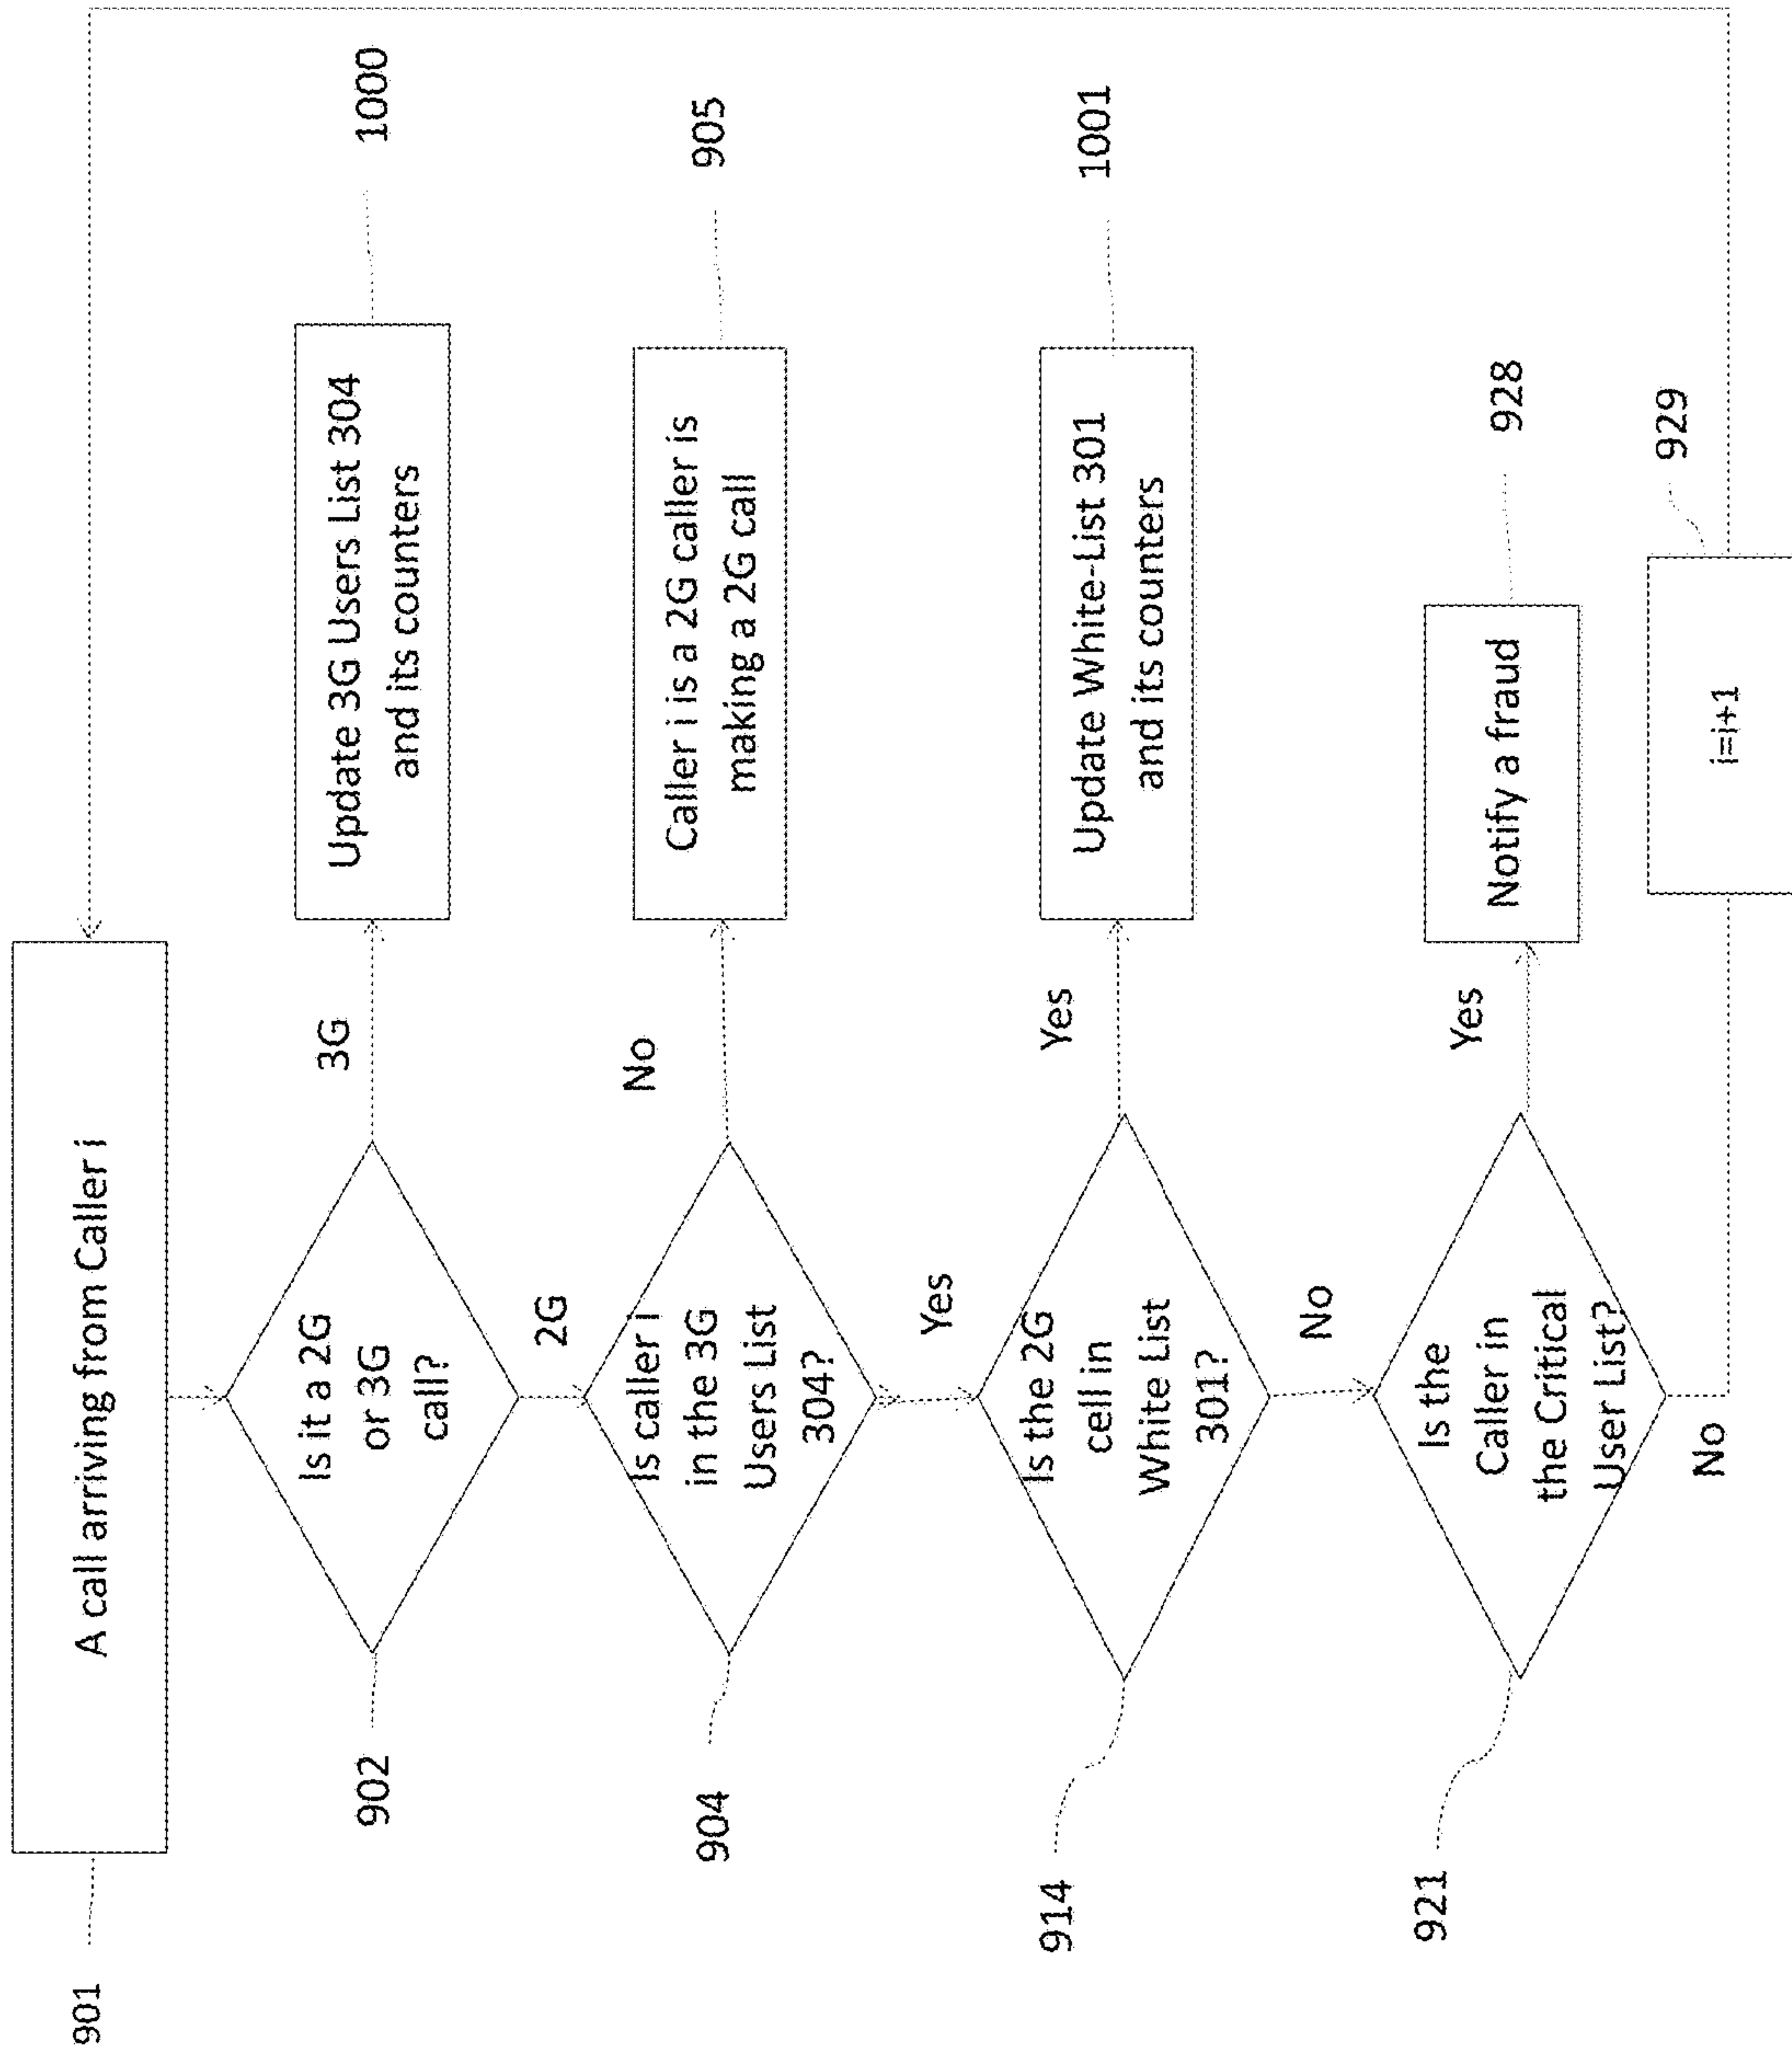 901
A call arriving from Caller i
902
Is it a 2G
or 3G
call?
3G
Update 3G Users List 304
and its counters
1000
2G
904
Is caller i
in the 3G
Users List
304?
No
Caller i is a 2G caller is
making a 2G call
905
Yes
914
Is the 2G
cell in
White List
301?
Yes
Update White-List 301
and its counters
1001
No
921
Is the
Caller in
the Critical
User List?
Yes
Notify a fraud
928
No
i=i+1
929